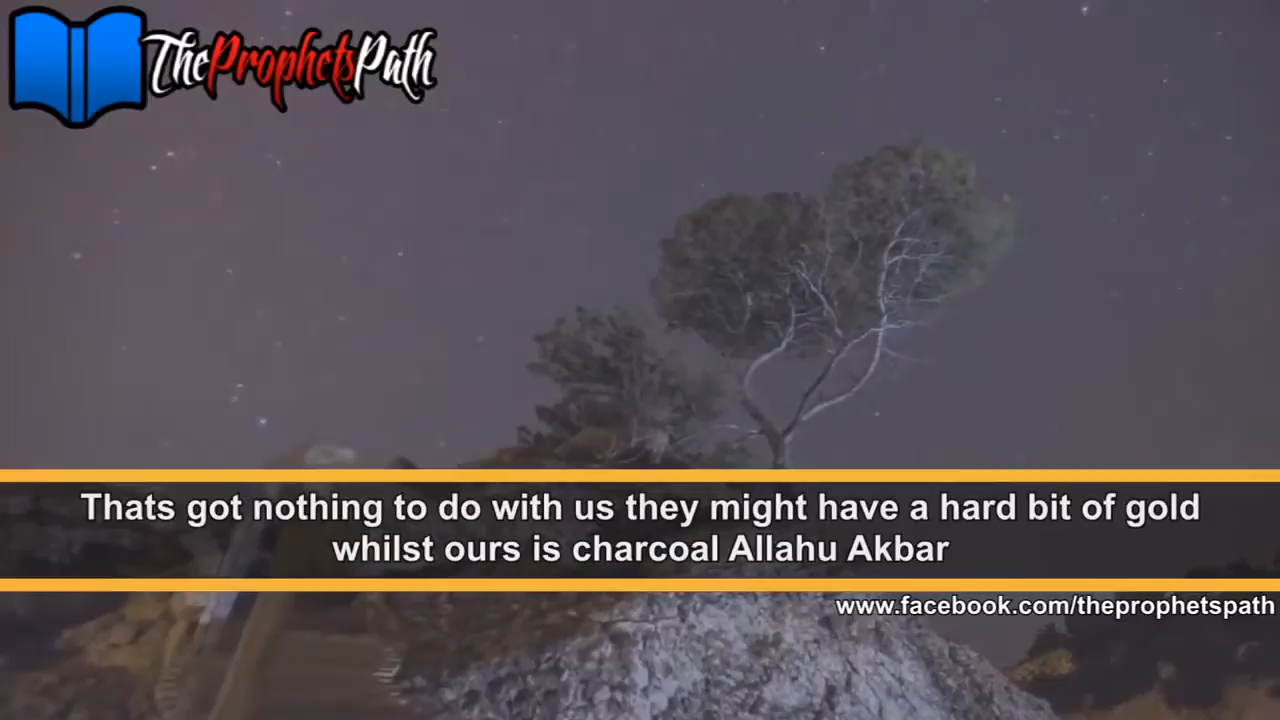 TheProphetsPath
Thats got nothing to do with us they might have a hard bit of gold
whilst ours is charcoal Allahu Akbar
www.facebook.com/theprophetspath